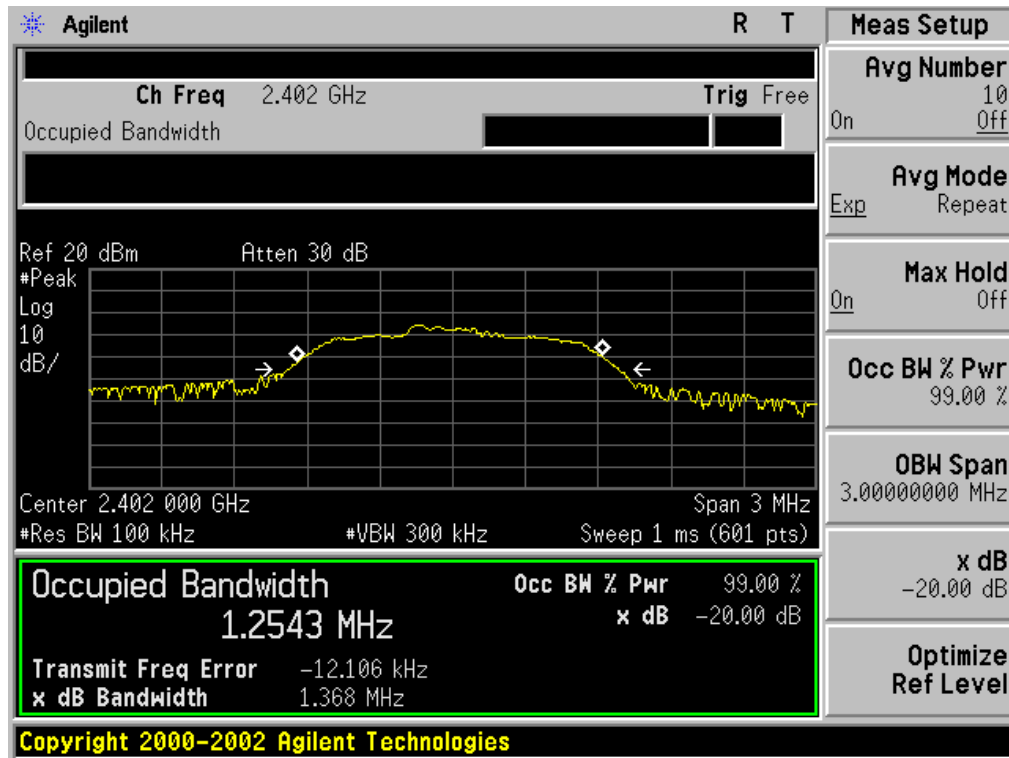 Agilent R T
Ch Freq 2.402 GHz Trig Free
Occupied Bandwidth
Ref 20 dBm Atten 30 dB
#Peak
Log
10
dB/
Center 2.402 000 GHz Span 3 MHz
#Res BW 100 kHz #VBW 300 kHz Sweep 1 ms (601 pts)
Occupied Bandwidth Occ BW % Pwr 99.00 %
1.2543 MHz x dB -20.00 dB
Transmit Freq Error -12.106 kHz
x dB Bandwidth 1.368 MHz
Copyright 2000-2002 Agilent Technologies
Meas Setup
Avg Number
10
On Off
Avg Mode
Exp Repeat
Max Hold
On Off
Occ BW % Pwr
99.00 %
OBW Span
3.00000000 MHz
x dB
-20.00 dB
Optimize
Ref Level